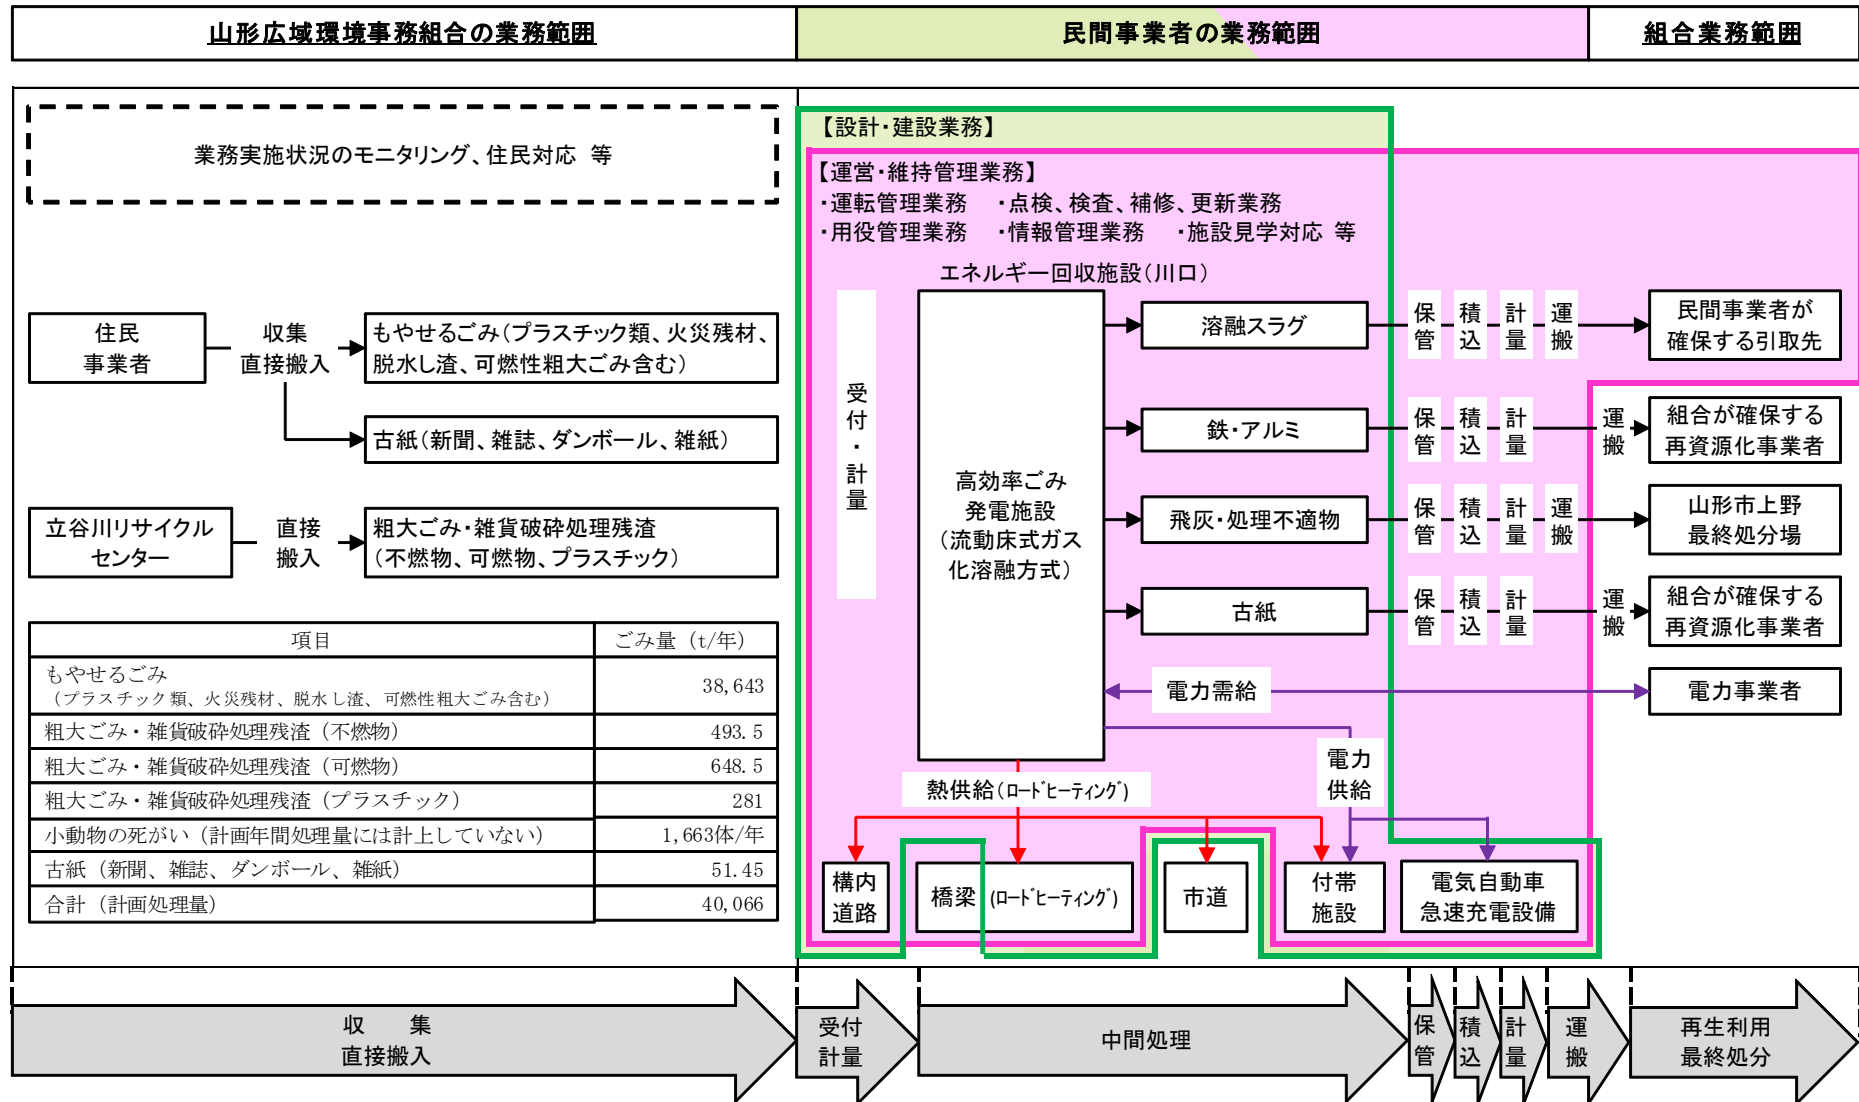 山形広域環境事務組合の業務範囲
民間事業者の業務範囲
組合業務範囲
業務実施状況のモニタリング、住民対応 等
【設計・建設業務】
【運営・維持管理業務】
・運転管理業務 ・点検、検査、補修、更新業務
・用役管理業務 ・情報管理業務 ・施設見学対応 等
エネルギー回収施設(川口)
住民
事業者
収集
直接搬入
もやせるごみ(プラスチック類、火災残材、
脱水し渣、可燃性粗大ごみ含む)
古紙(新聞、雑誌、ダンボール、雑紙)
立谷川リサイクル
センター
直接
搬入
粗大ごみ・雑貨破砕処理残渣
(不燃物、可燃物、プラスチック)
受付・計量
高効率ごみ
発電施設
(流動床式ガス
化溶融方式)
溶融スラグ
保管
積込
計量
運搬
民間事業者が
確保する引取先
鉄・アルミ
保管
積込
計量
運搬
組合が確保する
再資源化事業者
飛灰・処理不適物
保管
積込
計量
運搬
山形市上野
最終処分場
古紙
保管
積込
計量
運搬
組合が確保する
再資源化事業者
電力需給
電力事業者
電力
供給
熱供給(ロードヒーティング)
構内
道路
橋梁 (ロードヒーティング)
市道
付帯
施設
電気自動車
急速充電設備
項目 ごみ量 (t/年)
もやせるごみ
(プラスチック類、火災残材、脱水し渣、可燃性粗大ごみ含む) 38,643
粗大ごみ・雑貨破砕処理残渣 (不燃物) 493.5
粗大ごみ・雑貨破砕処理残渣 (可燃物) 648.5
粗大ごみ・雑貨破砕処理残渣 (プラスチック) 281
小動物の死がい (計画年間処理量には計上していない) 1,663体/年
古紙 (新聞、雑誌、ダンボール、雑紙) 51.45
合計 (計画処理量) 40,066
収 集
直接搬入
受付
計量
中間処理
保管
積込
計量
運搬
再生利用
最終処分